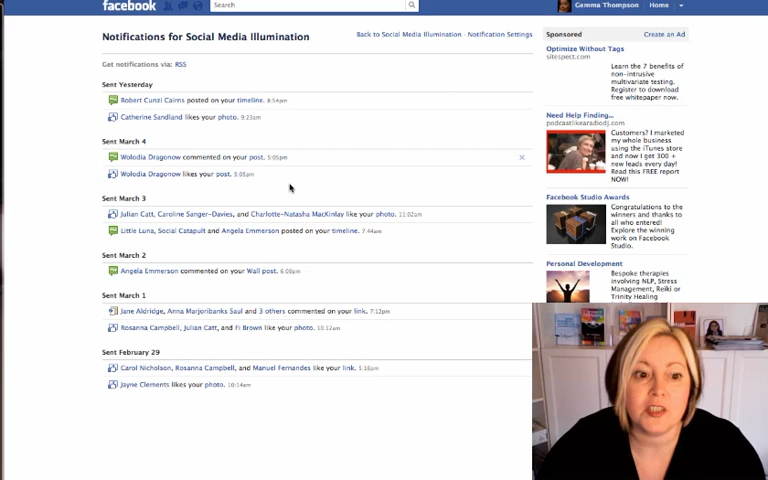 facebook
Search
Gemma Thompson
Home
Notifications for Social Media Illumination
Back to Social Media Illumination · Notification Settings
Get notifications via: RSS
Sent Yesterday
Robert Cunzi Cairns posted on your timeline. 8:54pm
Catherine Sandland likes your photo. 9:23am
Sent March 4
Wolodia Dragonow commented on your post. 5:05pm
Wolodia Dragonow likes your post. 5:05pm
Sent March 3
Julian Catt, Caroline Sanger-Davies, and Charlotte-Natasha MacKinlay like your photo. 11:02am
Little Luna, Social Catapult and Angela Emmerson posted on your timeline. 7:44am
Sent March 2
Angela Emmerson commented on your Wall post. 6:00pm
Sent March 1
Jane Aldridge, Anna Marjoribanks Saul and 3 others commented on your link. 7:12pm
Rosanna Campbell, Julian Catt, and Fi Brown like your photo. 10:12am
Sent February 29
Carol Nicholson, Rosanna Campbell, and Manuel Fernandes like your link. 5:16pm
Jayne Clements likes your photo. 10:14am
Sponsored
Create an Ad
Optimize Without Tags
sitespect.com
Learn the 7 benefits of
non-intrusive
multivariate testing.
Register to download
free whitepaper now.
Need Help Finding...
podcastlikearadiodj.com
Customers? I marketed
my whole business
using the iTunes store
and now I get 300 +
new leads every day!
Read this FREE report
NOW!
Facebook Studio Awards
Congratulations to the
winners and thanks to
all who entered!
Explore the winning
work on Facebook
Studio.
Personal Development
Bespoke therapies
involving NLP, Stress
Management, Reiki or
Trinity Healing